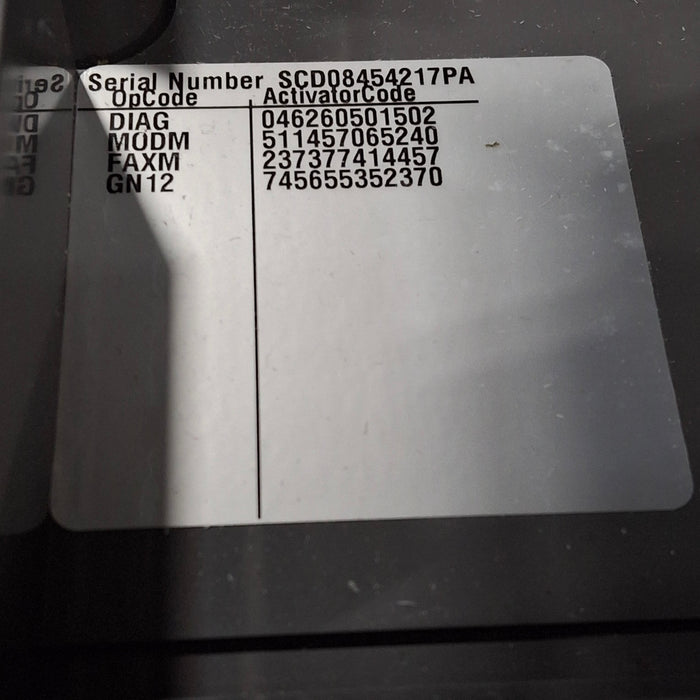 Serial Number SCD08454217PA
OpCode ActivatorCode
DIAG 046260501502
MODM 511457065240
FAXM 237377414457
GN12 745655352370